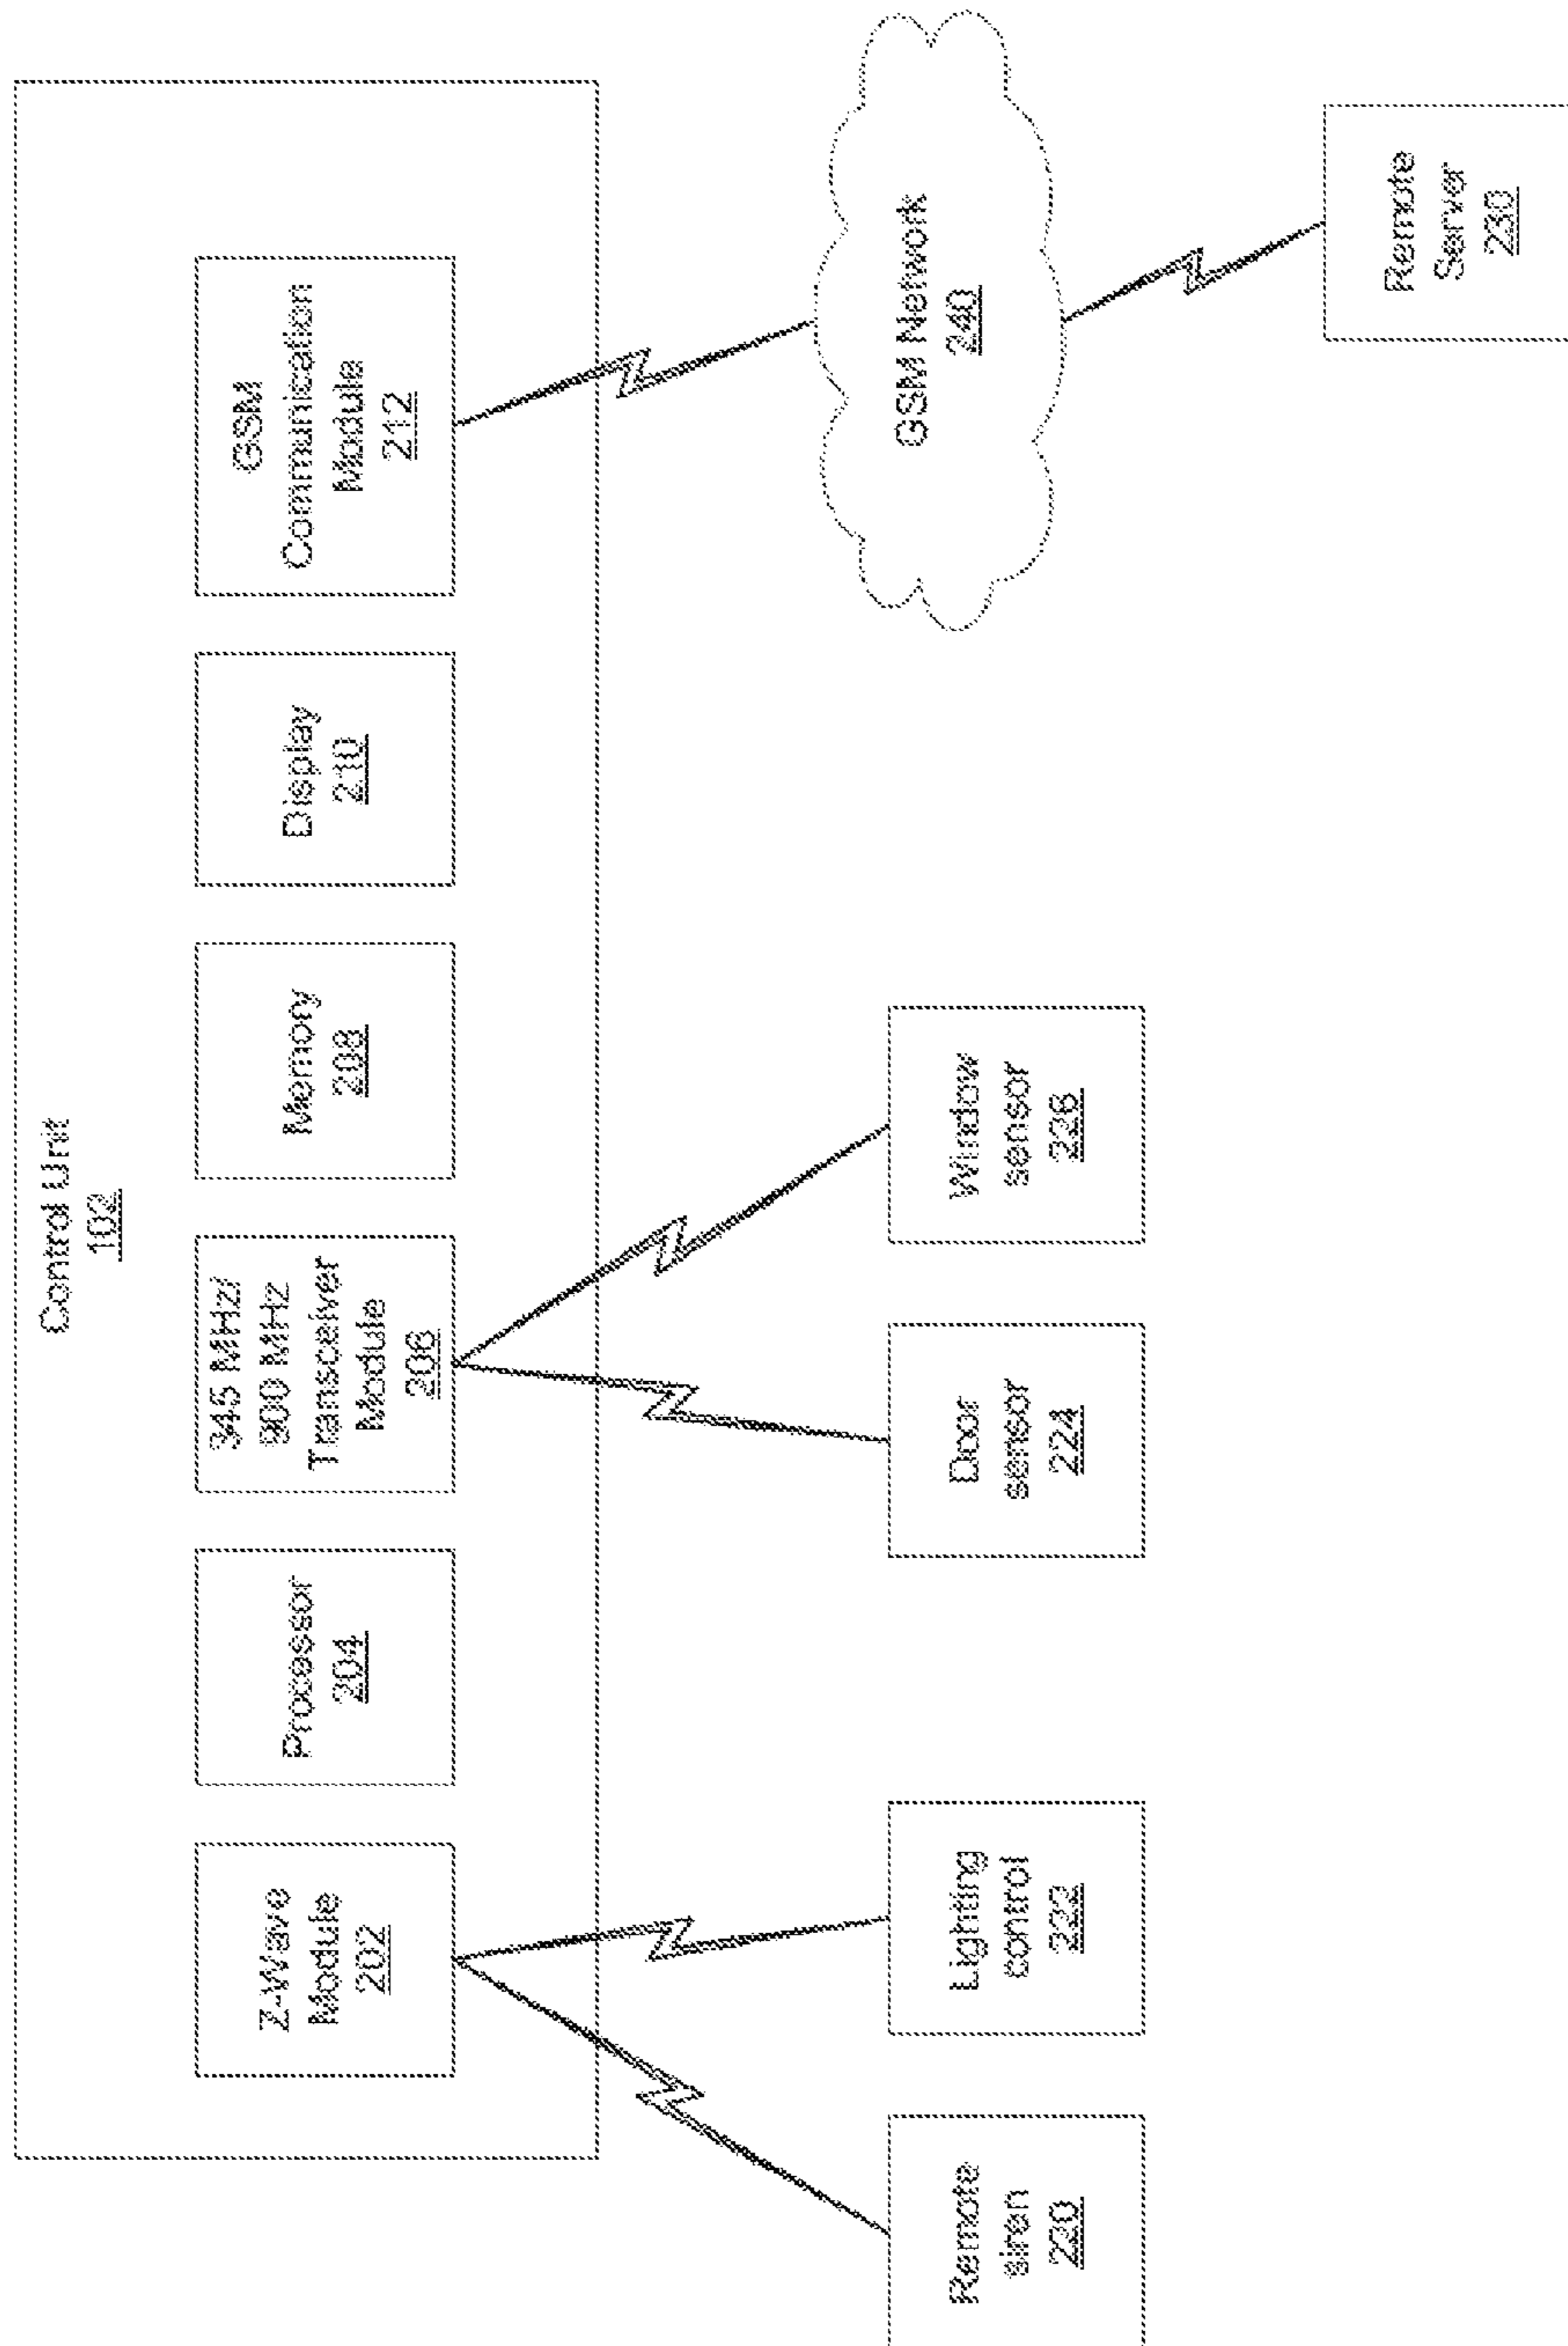 Control Unit
102
Z-Wave
Module
202
Processor
204
345 MHz/
900 MHz
Transceiver
Module
206
Memory
208
Display
210
GSM
Communication
Module
212
Remote
siren
220
Lighting
control
222
Door
sensor
224
Window
sensor
226
GSM Network
240
Remote
Server
230